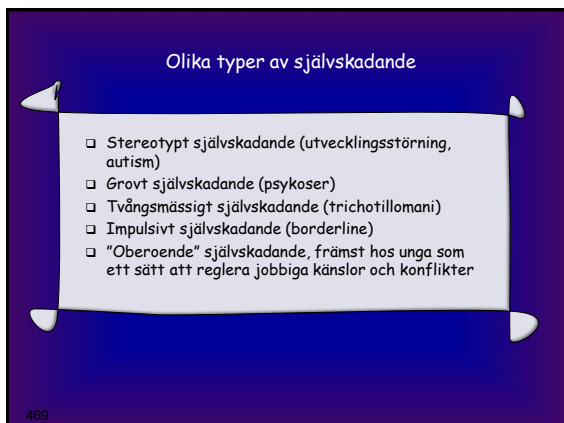 Olika typer av självskadande
❑ Stereotypt självskadande (utvecklingsstörning,
autism)
❑ Grovt självskadande (psykoser)
❑ Tvångsmässigt självskadande (trichotillomani)
❑ Impulsivt självskadande (borderline)
❑ ”Oberoende” självskadande, främst hos unga som
ett sätt att reglera jobbiga känslor och konflikter
469